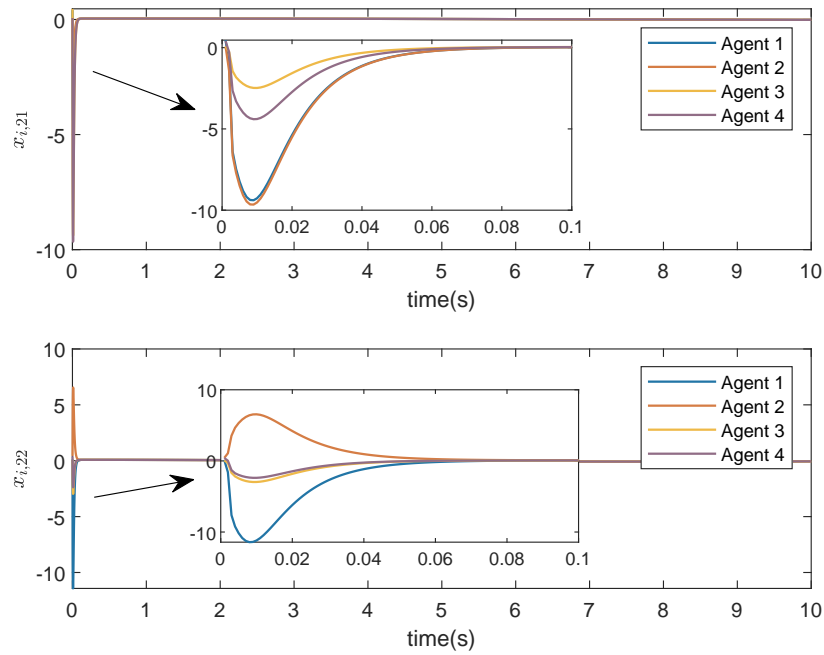 0
-5
-10
x_{i,21}
0
-5
-10
0 0.02 0.04 0.06 0.08 0.1
Agent 1
Agent 2
Agent 3
Agent 4
0 1 2 3 4 5 6 7 8 9 10
time(s)
10
5
0
-5
-10
x_{i,22}
10
0
-10
0 0.02 0.04 0.06 0.08 0.1
Agent 1
Agent 2
Agent 3
Agent 4
0 1 2 3 4 5 6 7 8 9 10
time(s)